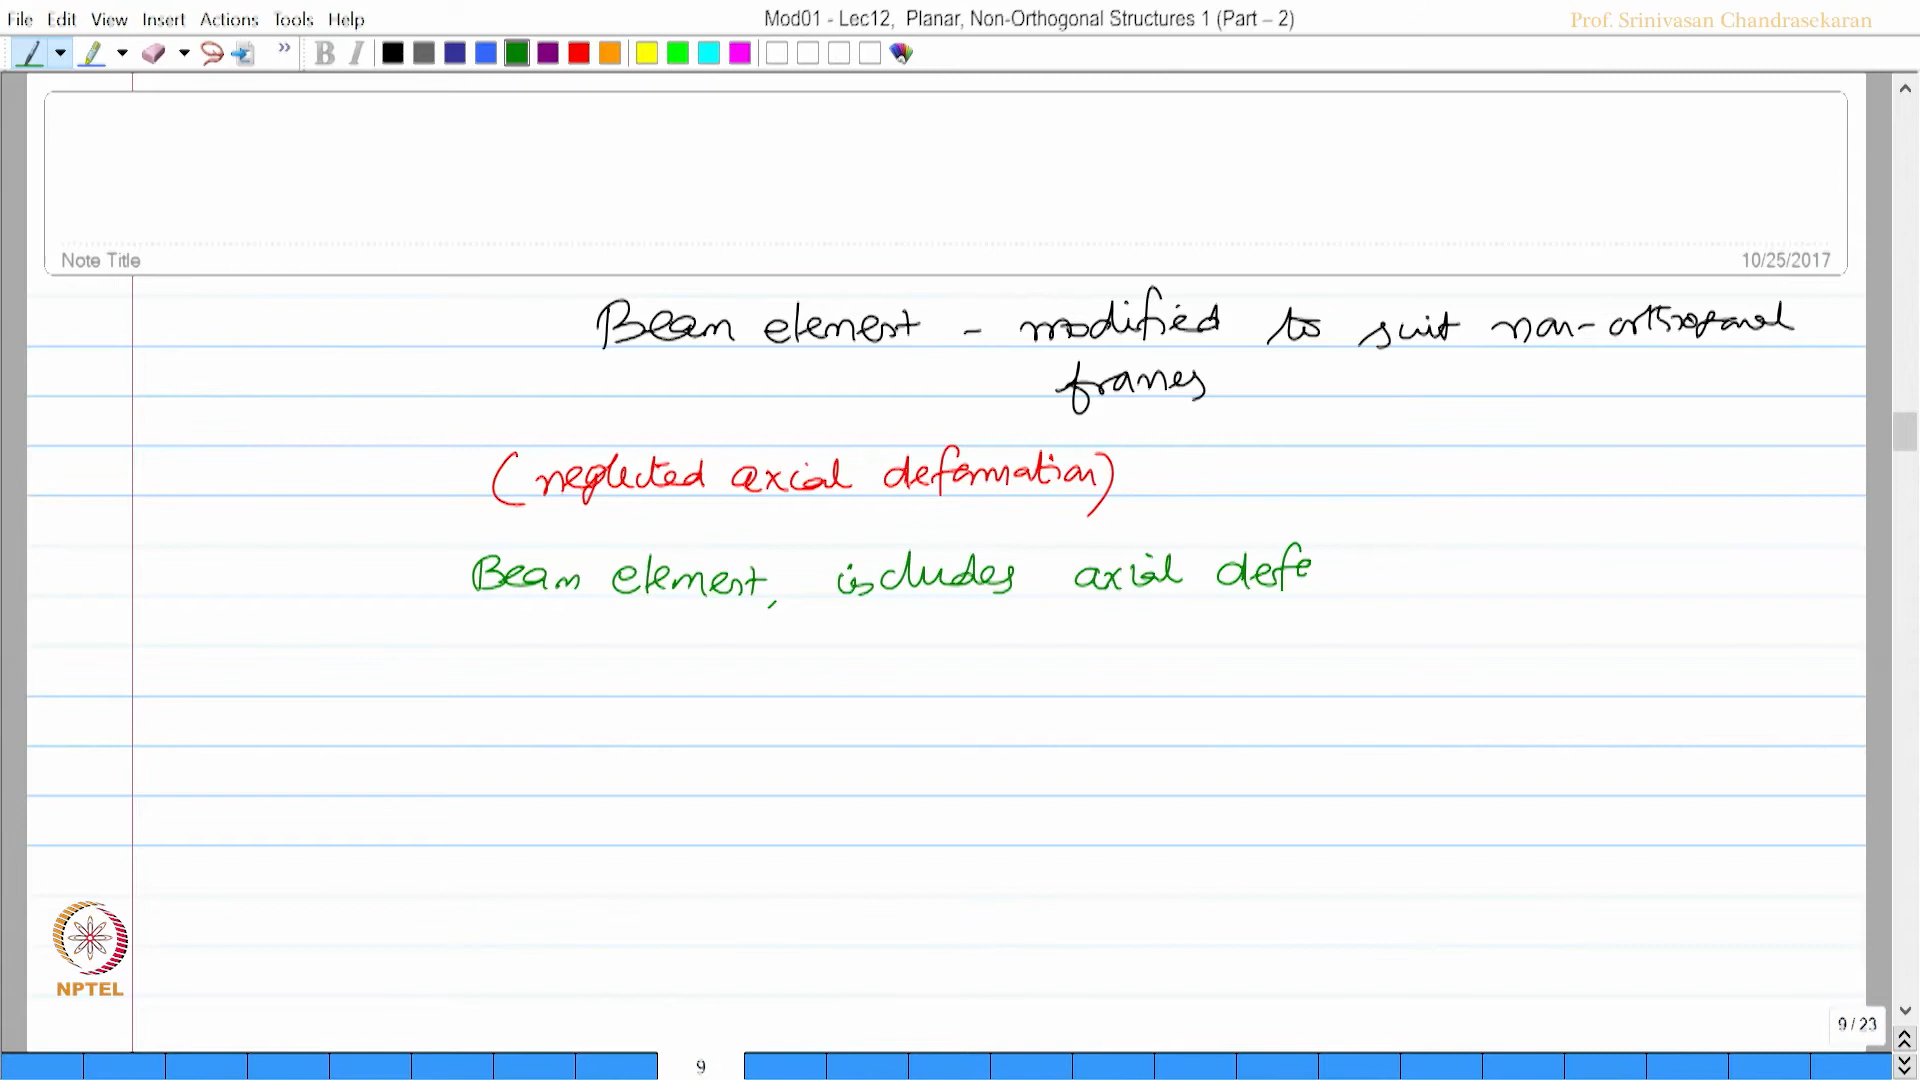 File Edit View Insert Actions Tools Help
Mod01 - Lec12, Planar, Non-Orthogonal Structures 1 (Part – 2)
Prof. Srinivasan Chandrasekaran
B I
Note Title
10/25/2017
Beam element - modified to suit non-orthogonal
frames
(neglected axial deformation)
Beam element, includes axial defo
NPTEL
9 / 23
9